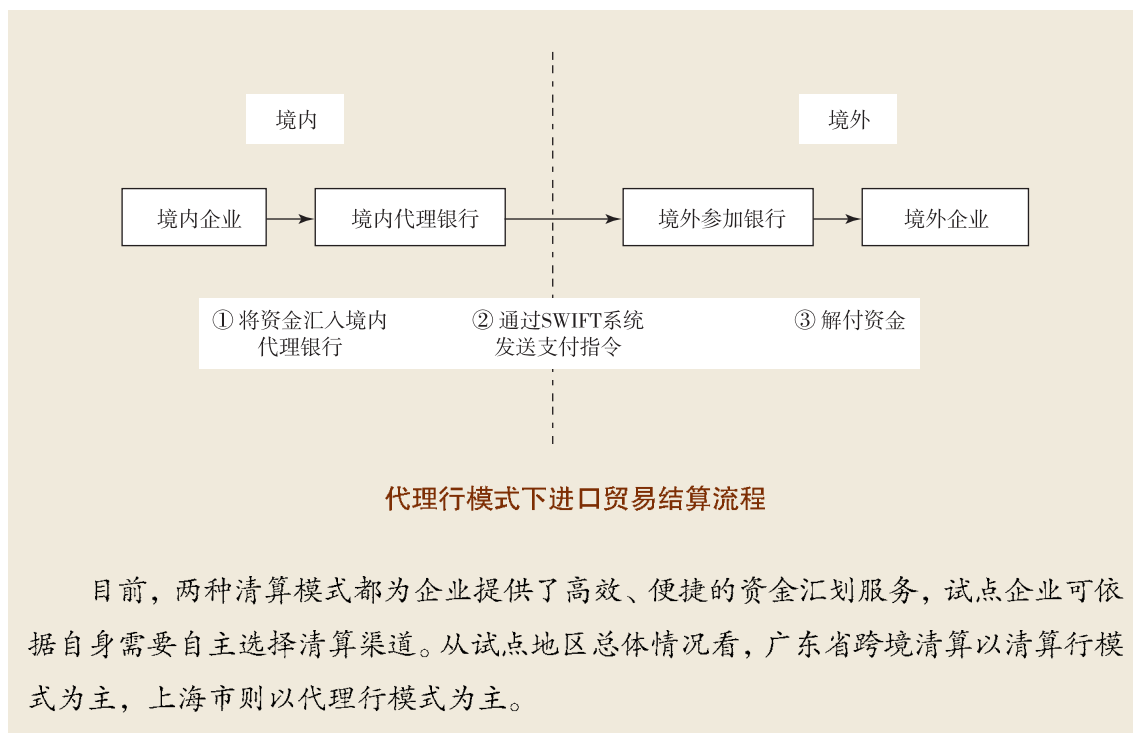 境内
境外
境内企业
境内代理银行
境外参加银行
境外企业
① 将资金汇入境内
代理银行
② 通过SWIFT系统
发送支付指令
③ 解付资金
代理行模式下进口贸易结算流程
目前，两种清算模式都为企业提供了高效、便捷的资金汇划服务，试点企业可依
据自身需要自主选择清算渠道。从试点地区总体情况看，广东省跨境清算以清算行模
式为主，上海市则以代理行模式为主。